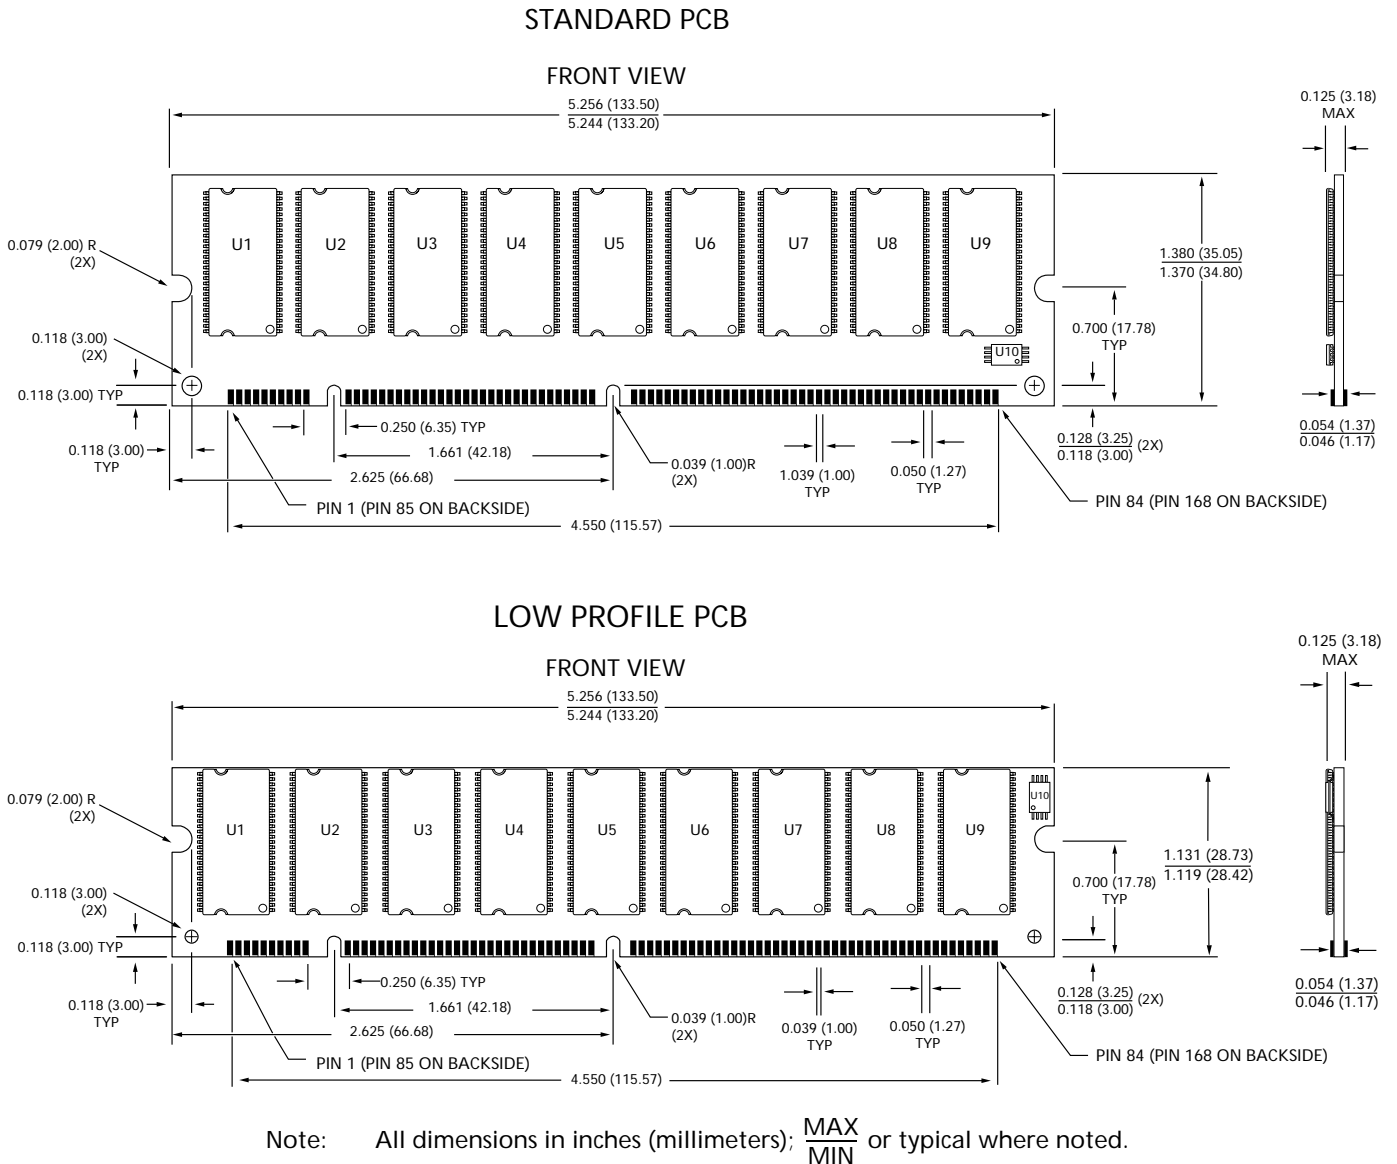 STANDARD PCB
FRONT VIEW
5.256 (133.50)
5.244 (133.20)
0.125 (3.18)
MAX
U1
U2
U3
U4
U5
U6
U7
U8
U9
U10
0.079 (2.00) R
(2X)
1.380 (35.05)
1.370 (34.80)
0.118 (3.00)
(2X)
0.700 (17.78)
TYP
0.118 (3.00) TYP
0.118 (3.00)
TYP
0.250 (6.35) TYP
1.661 (42.18)
2.625 (66.68)
0.039 (1.00)R
(2X)
1.039 (1.00)
TYP
0.050 (1.27)
TYP
0.128 (3.25)
0.118 (3.00)
(2X)
0.054 (1.37)
0.046 (1.17)
PIN 1 (PIN 85 ON BACKSIDE)
PIN 84 (PIN 168 ON BACKSIDE)
4.550 (115.57)
LOW PROFILE PCB
FRONT VIEW
5.256 (133.50)
5.244 (133.20)
0.125 (3.18)
MAX
U1
U2
U3
U4
U5
U6
U7
U8
U9
U10
0.079 (2.00) R
(2X)
1.131 (28.73)
1.119 (28.42)
0.118 (3.00)
(2X)
0.700 (17.78)
TYP
0.118 (3.00) TYP
0.118 (3.00)
TYP
0.250 (6.35) TYP
1.661 (42.18)
2.625 (66.68)
0.039 (1.00)R
(2X)
0.039 (1.00)
TYP
0.050 (1.27)
TYP
0.128 (3.25)
0.118 (3.00)
(2X)
0.054 (1.37)
0.046 (1.17)
PIN 1 (PIN 85 ON BACKSIDE)
PIN 84 (PIN 168 ON BACKSIDE)
4.550 (115.57)
Note: All dimensions in inches (millimeters); MAX/MIN or typical where noted.